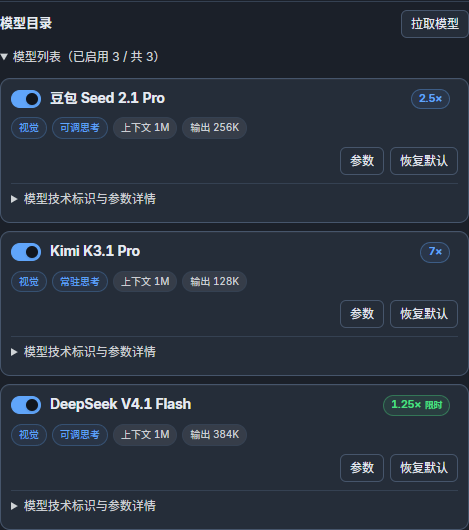 模型目录
拉取模型
▼ 模型列表（已启用 3 / 共 3）
豆包 Seed 2.1 Pro
2.5×
视觉 可调思考 上下文 1M 输出 256K
参数 恢复默认
▶ 模型技术标识与参数详情
Kimi K3.1 Pro
7×
视觉 常驻思考 上下文 1M 输出 128K
参数 恢复默认
▶ 模型技术标识与参数详情
DeepSeek V4.1 Flash
1.25× 限时
视觉 可调思考 上下文 1M 输出 384K
参数 恢复默认
▶ 模型技术标识与参数详情